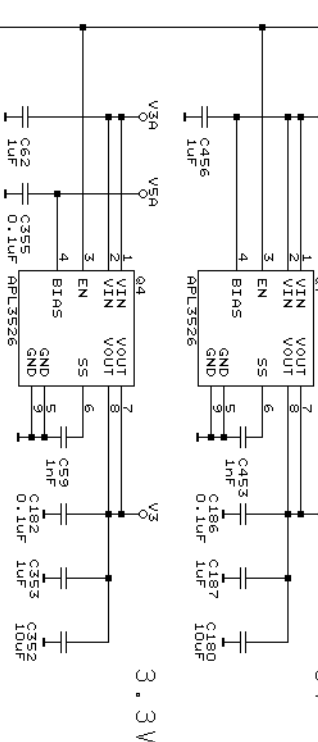 V3A
C62
1uF
V5A
C355
0.1uF
4
3
2
1
BIAS
EN
VIN
VIN
Q4
APL3526
GND
GND
SS
VOUT
VOUT
9
5
6
8
7
C59
1nF
C182
0.1uF
V3
C353
1uF
C352
10uF
3.3V
C456
1uF
4
3
2
1
BIAS
EN
VIN
VIN
APL3526
GND
GND
SS
VOUT
VOUT
9
5
6
8
7
C453
1nF
C186
0.1uF
C187
1uF
C180
10uF